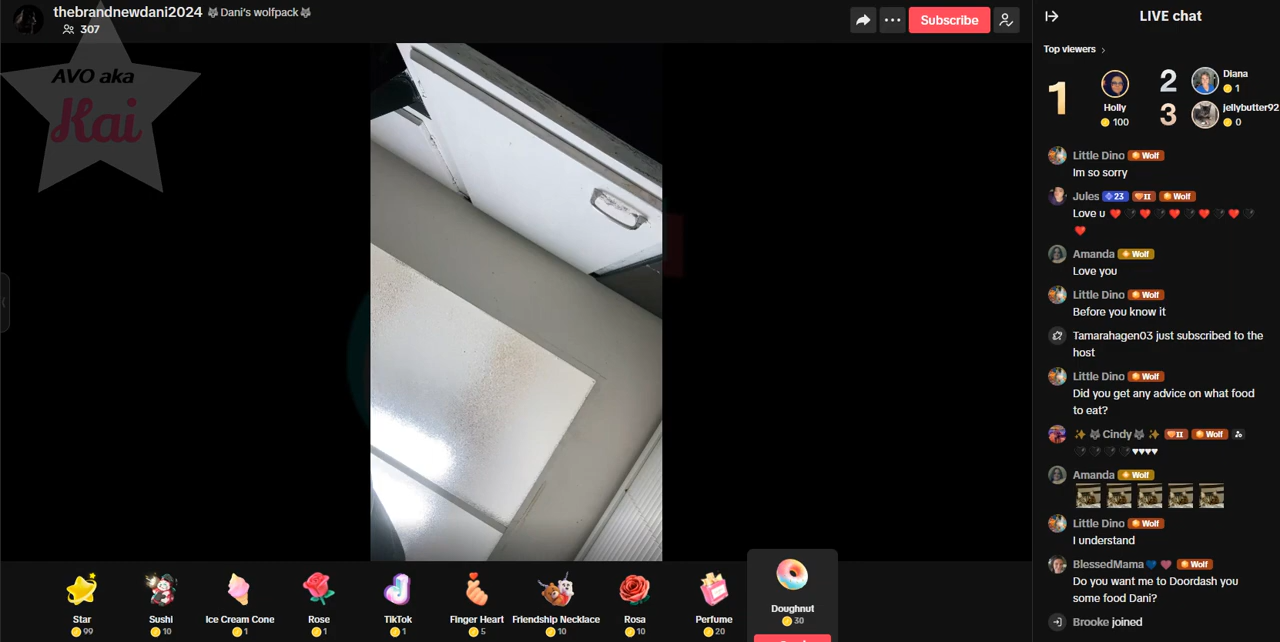 thebrandnewdani2024 🐺Dani's wolfpack🐺
307
Subscribe
AVO aka
Kai
LIVE chat
Top viewers
1
Holly
100
2
Diana
1
3
jellybutter92
0
Little Dino Wolf
Im so sorry
Jules 23 II Wolf
Love u ❤️🖤❤️🖤❤️🖤❤️🖤❤️🖤
❤️
Amanda Wolf
Love you
Little Dino Wolf
Before you know it
Tamarahagen03 just subscribed to the
host
Little Dino Wolf
Did you get any advice on what food
to eat?
✨🐺Cindy🐺✨ II Wolf
🖤🖤🖤🖤♥♥♥♥
Amanda Wolf
Little Dino Wolf
I understand
BlessedMama💙💜 Wolf
Do you want me to Doordash you
some food Dani?
Brooke joined
Star
99
Sushi
10
Ice Cream Cone
1
Rose
1
TikTok
1
Finger Heart
5
Friendship Necklace
10
Rosa
10
Perfume
20
Doughnut
30